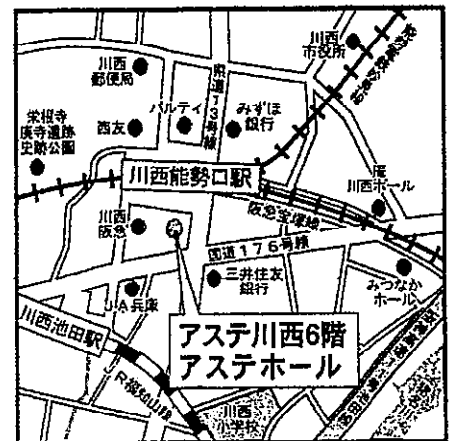 川西
市役所
川西
郵便局
県道13号線
パルティ
みずほ
銀行
西友
栄根寺
廃寺遺跡
史跡公園
川西能勢口駅
川西ホール
阪急宝塚線
川西
阪急
国道176号線
三井住友
銀行
みつなか
ホール
JA兵庫
川西池田駅
アステ川西6階
アステホール
JR福知山線
川西
小学校